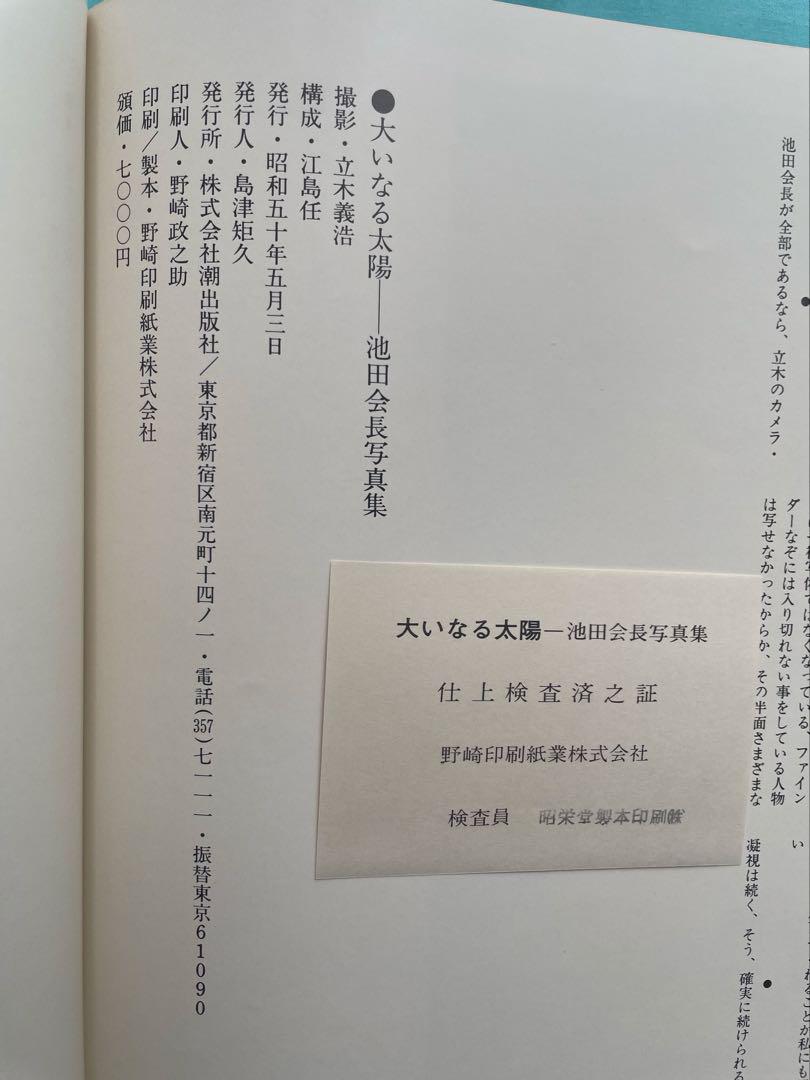 池田会長が全部であるなら、立木のカメラ・
ダーなぞには入り切れない事をしている人物
は写せなかったからか、その半面さまざまな
い
凝視は続く、そう、確実に続けられる
●大いなる太陽──池田会長写真集
撮影・立木義浩
構成・江島任
発行・昭和五十年五月三日
発行人・島津矩久
発行所・株式会社潮出版社／東京都新宿区南元町十四ノ一・電話(357)七一一一・振替東京61090
印刷人・野崎政之助
印刷／製本・野崎印刷紙業株式会社
頒価・七〇〇〇円
大いなる太陽―池田会長写真集
仕上検査済之証
野崎印刷紙業株式会社
検査員 昭栄堂製本印刷㈱